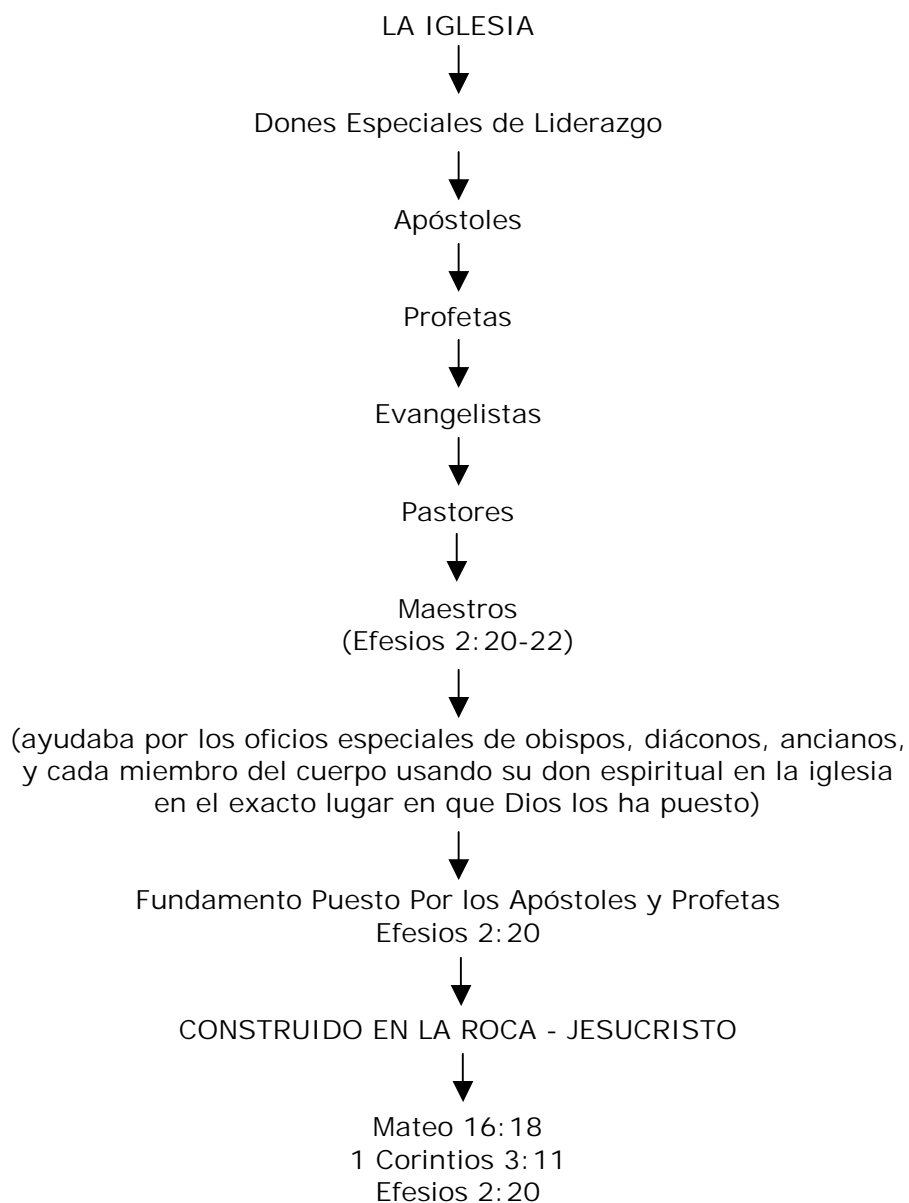 LA IGLESIA
Dones Especiales de Liderazgo
Apóstoles
Profetas
Evangelistas
Pastores
Maestros
(Efesios 2:20-22)
(ayudaba por los oficios especiales de obispos, diáconos, ancianos,
y cada miembro del cuerpo usando su don espiritual en la iglesia
en el exacto lugar en que Dios los ha puesto)
Fundamento Puesto Por los Apóstoles y Profetas
Efesios 2:20
CONSTRUIDO EN LA ROCA - JESUCRISTO
Mateo 16:18
1 Corintios 3:11
Efesios 2:20